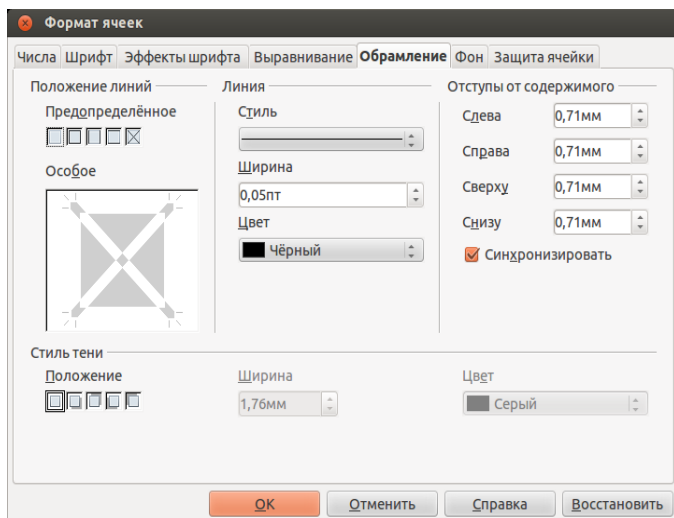 Формат ячеек
Числа Шрифт Эффекты шрифта Выравнивание Обрамление Фон Защита ячейки
Положение линий
Предопределённое
Особое
Линия
Стиль
Ширина
0,05пт
Цвет
Чёрный
Отступы от содержимого
Слева 0,71мм
Справа 0,71мм
Сверху 0,71мм
Снизу 0,71мм
Синхронизировать
Стиль тени
Положение
Ширина
1,76мм
Цвет
Серый
OK Отменить Справка Восстановить